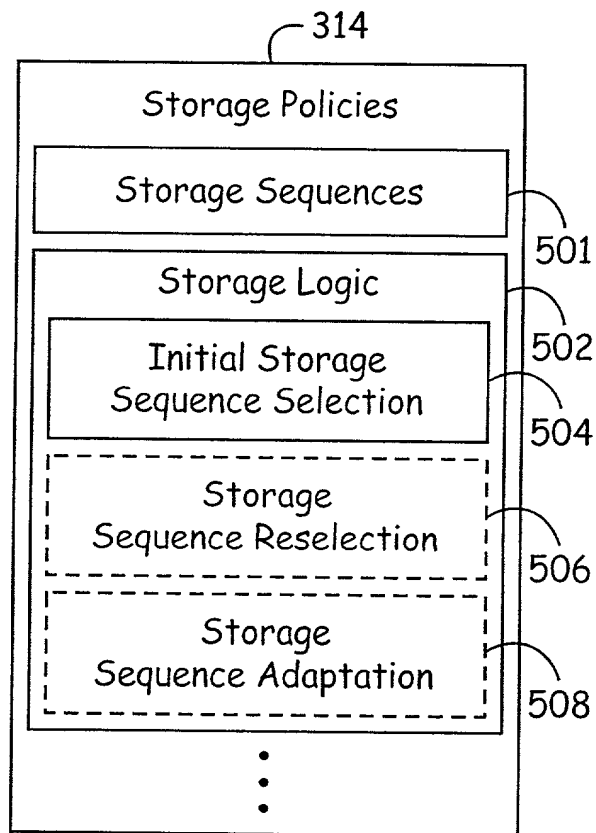 314
Storage Policies
Storage Sequences
501
Storage Logic
502
Initial Storage
Sequence Selection
504
Storage
Sequence Reselection
506
Storage
Sequence Adaptation
508